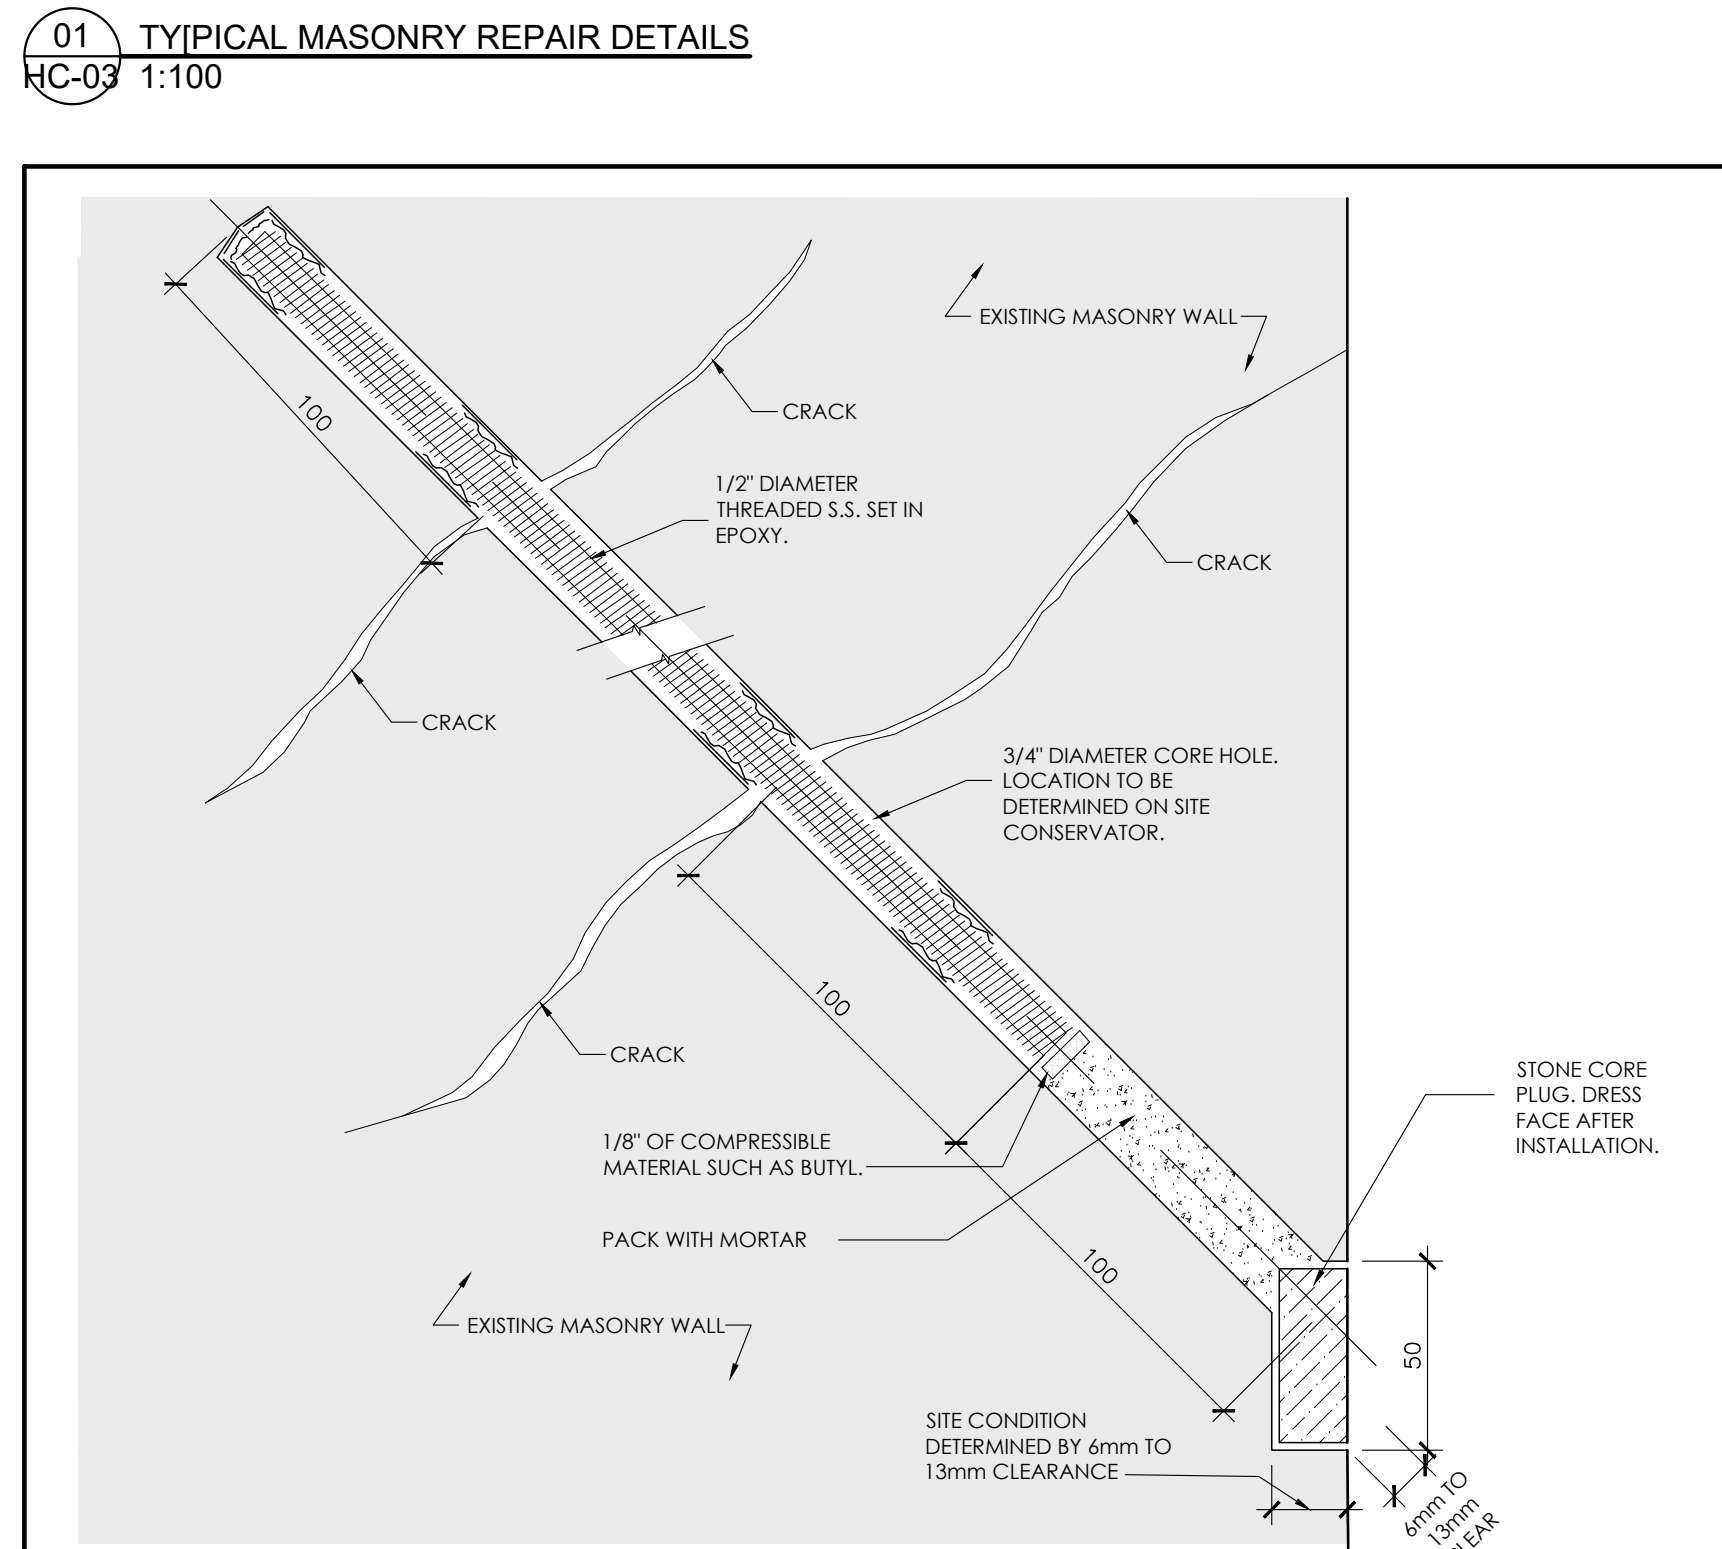 01
HC-03
TY[PICAL MASONRY REPAIR DETAILS
1:100
EXISTING MASONRY WALL
100
CRACK
1/2" DIAMETER
THREADED S.S. SET IN
EPOXY.
CRACK
CRACK
3/4" DIAMETER CORE HOLE.
LOCATION TO BE
DETERMINED ON SITE
CONSERVATOR.
100
CRACK
STONE CORE
PLUG. DRESS
FACE AFTER
INSTALLATION.
1/8" OF COMPRESSIBLE
MATERIAL SUCH AS BUTYL.
PACK WITH MORTAR
100
EXISTING MASONRY WALL
50
SITE CONDITION
DETERMINED BY 6mm TO
13mm CLEARANCE
6mm TO
13mm